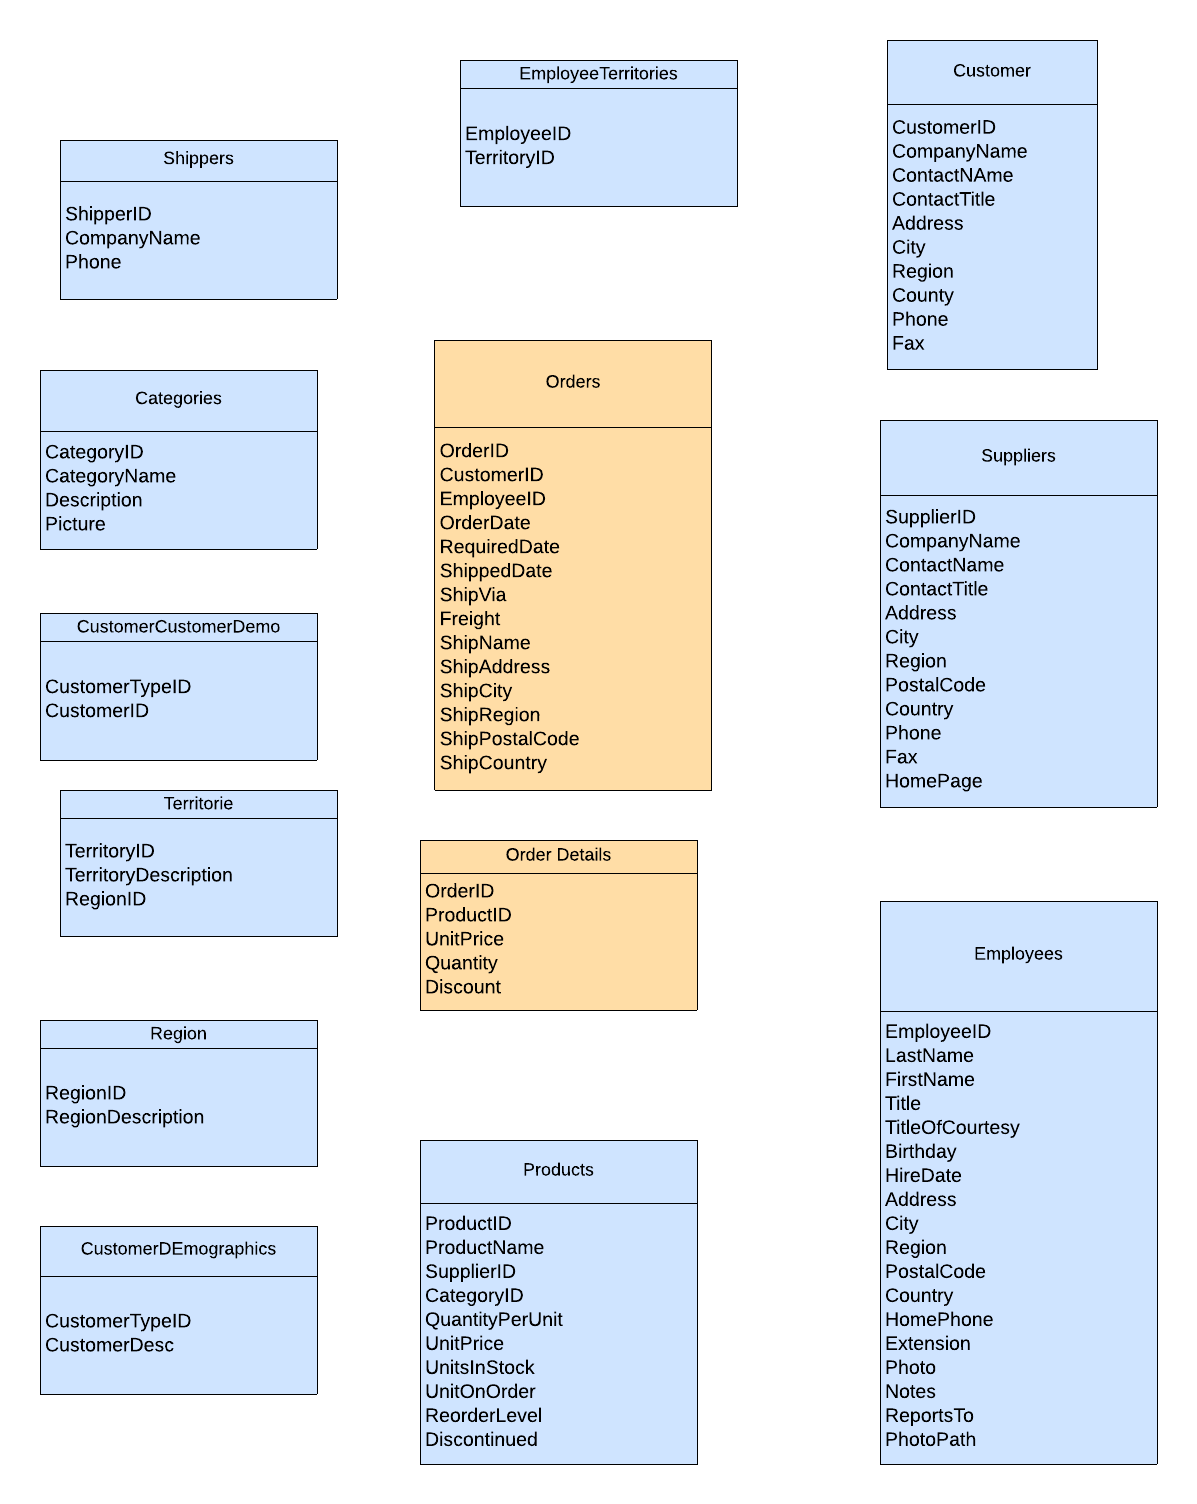 EmployeeTerritories
EmployeeID
TerritoryID
Customer
CustomerID
CompanyName
ContactNAme
ContactTitle
Address
City
Region
County
Phone
Fax
Shippers
ShipperID
CompanyName
Phone
Categories
CategoryID
CategoryName
Description
Picture
Orders
OrderID
CustomerID
EmployeeID
OrderDate
RequiredDate
ShippedDate
ShipVia
Freight
ShipName
ShipAddress
ShipCity
ShipRegion
ShipPostalCode
ShipCountry
Suppliers
SupplierID
CompanyName
ContactName
ContactTitle
Address
City
Region
PostalCode
Country
Phone
Fax
HomePage
CustomerCustomerDemo
CustomerTypeID
CustomerID
Territorie
TerritoryID
TerritoryDescription
RegionID
Order Details
OrderID
ProductID
UnitPrice
Quantity
Discount
Employees
EmployeeID
LastName
FirstName
Title
TitleOfCourtesy
Birthday
HireDate
Address
City
Region
PostalCode
Country
HomePhone
Extension
Photo
Notes
ReportsTo
PhotoPath
Region
RegionID
RegionDescription
Products
ProductID
ProductName
SupplierID
CategoryID
QuantityPerUnit
UnitPrice
UnitsInStock
UnitOnOrder
ReorderLevel
Discontinued
CustomerDEmographics
CustomerTypeID
CustomerDesc